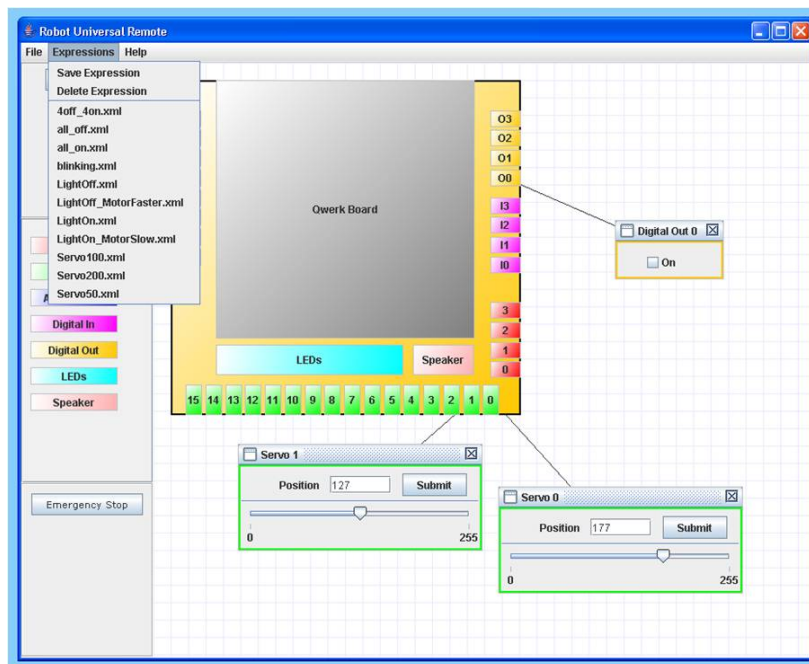 Robot Universal Remote
File Expressions Help
Save Expression
Delete Expression
4off_4on.xml
all_off.xml
all_on.xml
blinking.xml
LightOff.xml
LightOff_MotorFaster.xml
LightOn.xml
LightOn_MotorSlow.xml
Servo100.xml
Servo200.xml
Servo50.xml
A
Digital In
Digital Out
LEDs
Speaker
Emergency Stop
Qwerk Board
O3
O2
O1
O0
I3
I2
I1
I0
3
2
1
0
LEDs Speaker
15 14 13 12 11 10 9 8 7 6 5 4 3 2 1 0
Digital Out 0
On
Servo 1
Position 127 Submit
0 255
Servo 0
Position 177 Submit
0 255